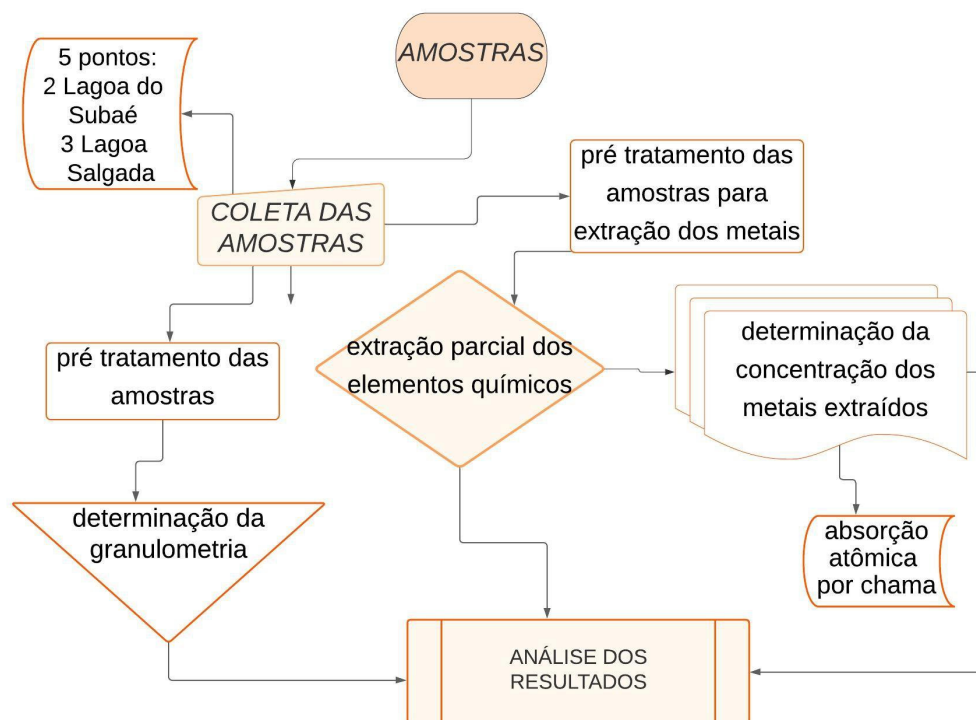 AMOSTRAS
5 pontos:
2 Lagoa do
Subaé
3 Lagoa
Salgada
COLETA DAS
AMOSTRAS
pré tratamento das
amostras para
extração dos metais
pré tratamento das
amostras
extração parcial dos
elementos químicos
determinação da
concentração dos
metais extraídos
determinação da
granulometria
absorção
atômica
por chama
ANÁLISE DOS
RESULTADOS